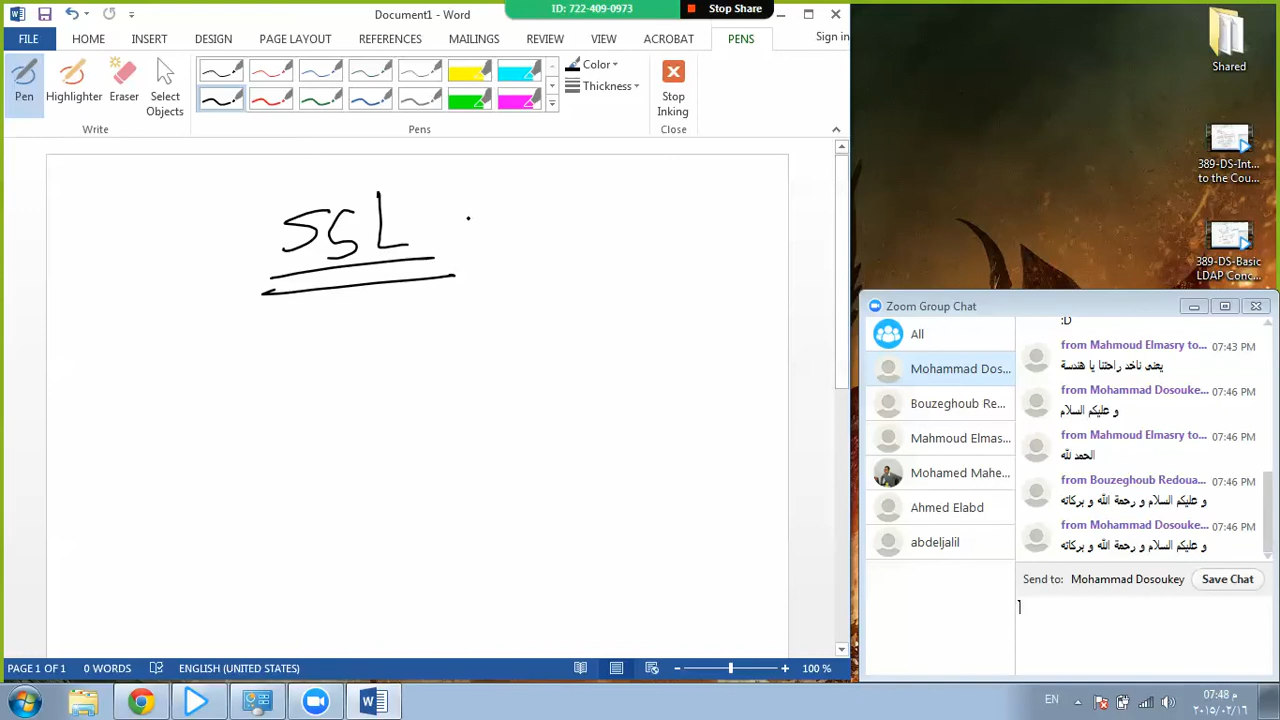 Document1 - Word
ID: 722-409-0973
Stop Share
FILE
HOME
INSERT
DESIGN
PAGE LAYOUT
REFERENCES
MAILINGS
REVIEW
VIEW
ACROBAT
PENS
Sign in
Pen
Highlighter
Eraser
Select Objects
Color
Thickness
Stop Inking
Write
Pens
Close
SSL
Shared
389-DS-Int...
to the Cou...
389-DS-Basic
LDAP Conc...
Zoom Group Chat
All
Mohammad Dos...
Bouzeghoub Re...
Mahmoud Elmas...
Mohamed Mahe...
Ahmed Elabd
abdeljalil
:D
from Mahmoud Elmasry to... 07:43 PM
يعنى ناخد راحتنا يا هندسة
from Mohammad Dosouke... 07:46 PM
و عليكم السلام
from Mahmoud Elmasry to... 07:46 PM
الحمد لله
from Bouzeghoub Redoua... 07:46 PM
و عليكم السلام و رحمة الله و بركاته
from Mohammad Dosouke... 07:46 PM
و عليكم السلام و رحمة الله و بركاته
Send to: Mohammad Dosoukey
Save Chat
PAGE 1 OF 1
0 WORDS
ENGLISH (UNITED STATES)
100 %
EN
07:48 م
٢٠١٥/٠٢/١٦